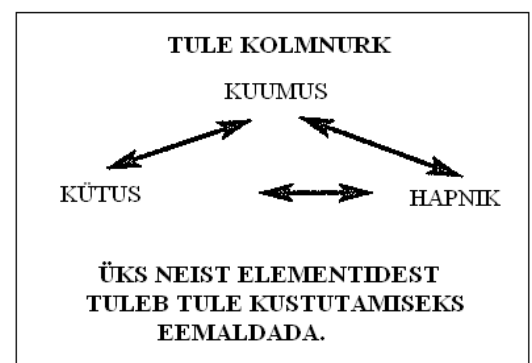 TULE KOLMNURK
KUUMUS
KÜTUS HAPNIK
ÜKS NEIST ELEMENTIDEST
TULEB TULE KUSTUTAMISEKS
EEMALDADA.